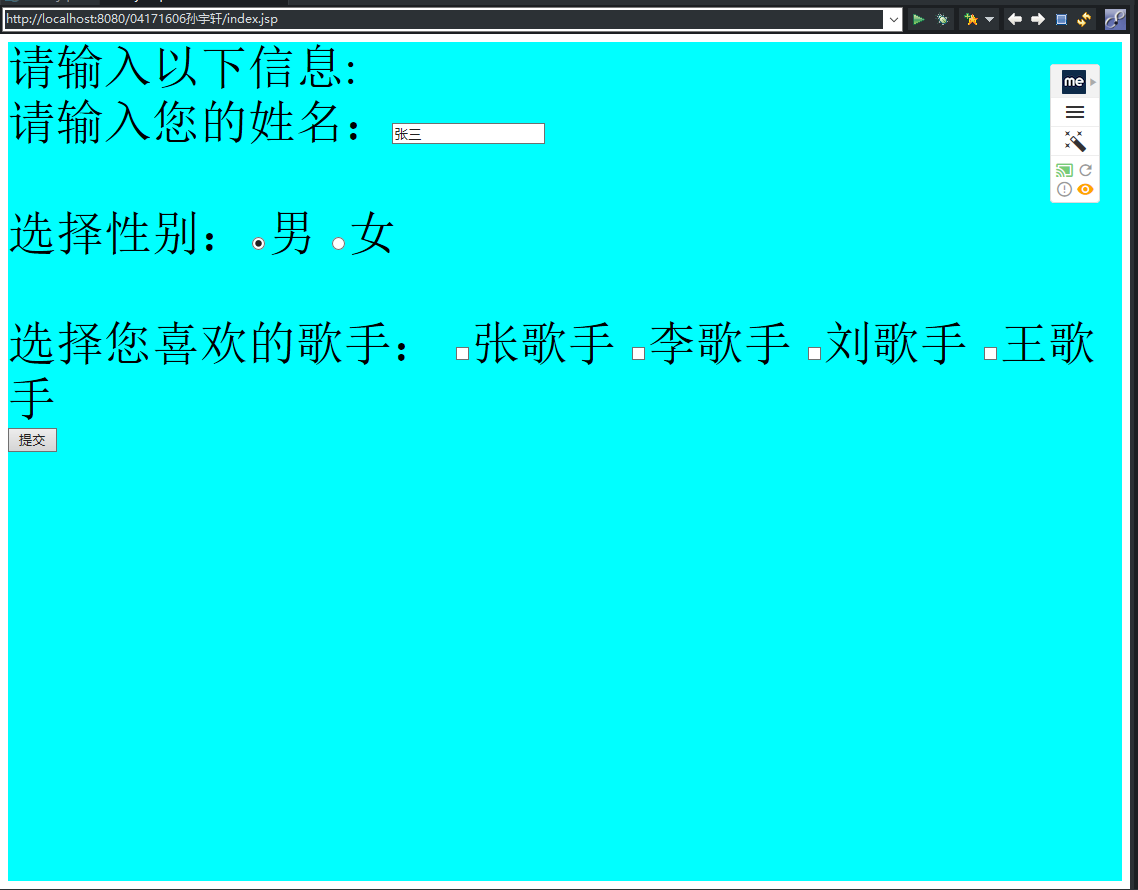 http://localhost:8080/04171606孙宇轩/index.jsp
请输入以下信息:
me
请输入您的姓名：张三
选择性别：男 女
选择您喜欢的歌手：张歌手 李歌手 刘歌手 王歌
手
提交